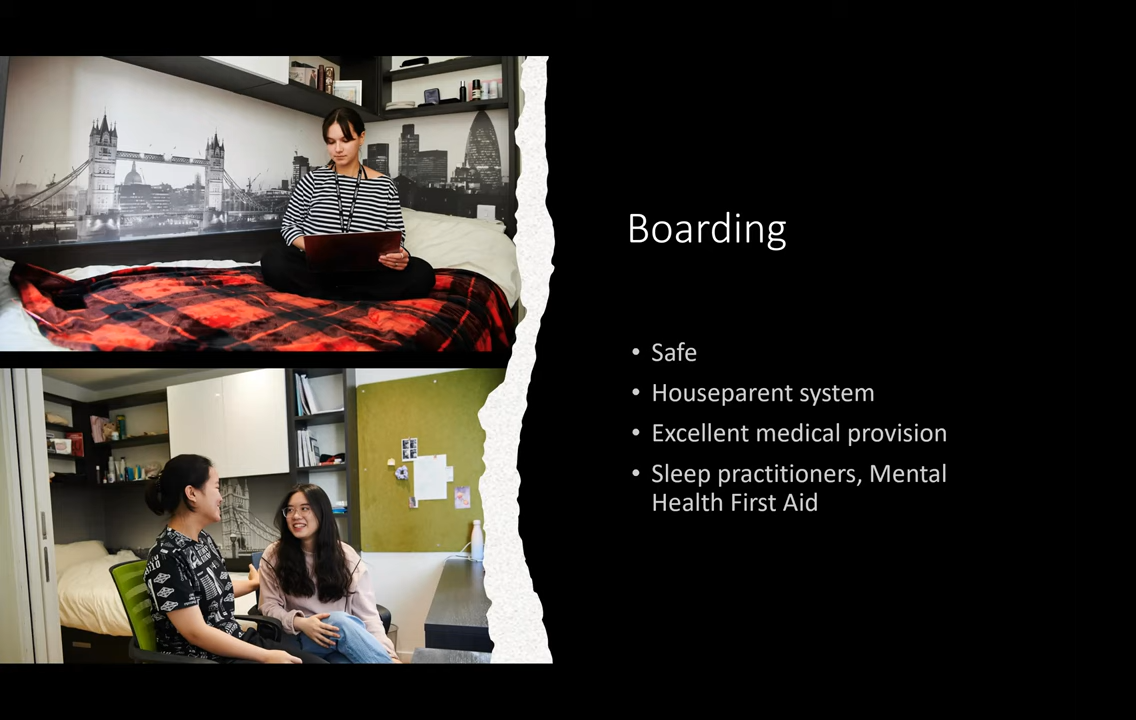 Boarding
• Safe
• Houseparent system
• Excellent medical provision
• Sleep practitioners, Mental
Health First Aid